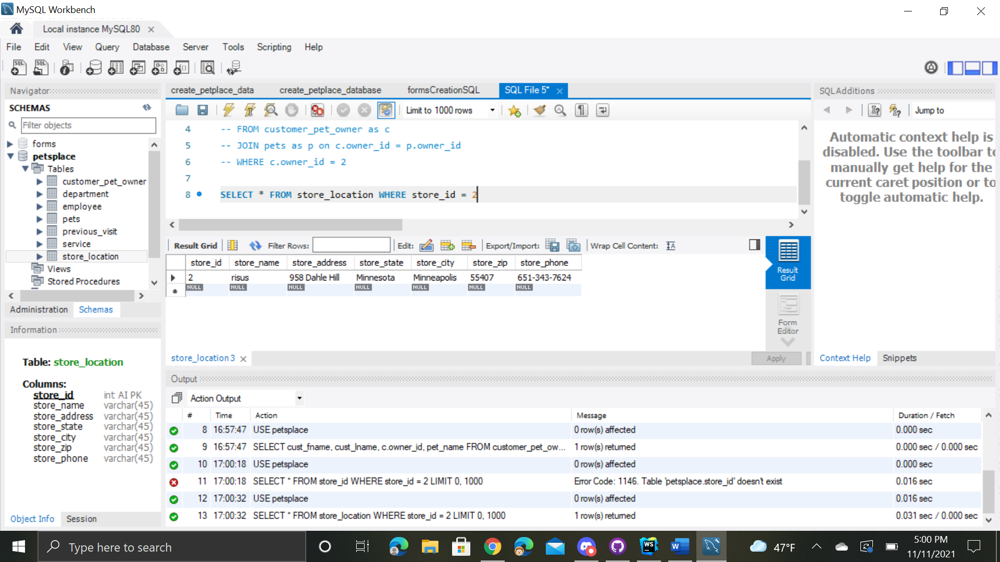 MySQL Workbench
Local instance MySQL80
File Edit View Query Database Server Tools Scripting Help
Navigator
SCHEMAS
Filter objects
forms
petsplace
Tables
customer_pet_owner
department
employee
pets
previous_visit
service
store_location
Views
Stored Procedures
Administration Schemas
Information
Table: store_location
Columns:
store_id int AI PK
store_name varchar(45)
store_address varchar(45)
store_state varchar(45)
store_city varchar(45)
store_zip varchar(45)
store_phone varchar(45)
Object Info Session
create_petplace_data create_petplace_database formsCreationSQL SQL File 5*
Limit to 1000 rows
4 -- FROM customer_pet_owner as c
5 -- JOIN pets as p on c.owner_id = p.owner_id
6 -- WHERE c.owner_id = 2
7
8 SELECT * FROM store_location WHERE store_id = 2
Result Grid Filter Rows: Edit: Export/Import: Wrap Cell Content:
store_id store_name store_address store_state store_city store_zip store_phone
2 risus 958 Dahle Hill Minnesota Minneapolis 55407 651-343-7624
NULL NULL NULL NULL NULL NULL NULL
Result
Grid
Form
Editor
store_location 3
Apply
SQLAdditions
Jump to
Automatic context help is
disabled. Use the toolbar to
manually get help for the
current caret position or to
toggle automatic help.
Context Help Snippets
Output
Action Output
# Time Action Message Duration / Fetch
8 16:57:47 USE petsplace 0 row(s) affected 0.000 sec
9 16:57:47 SELECT cust_fname, cust_lname, c.owner_id, pet_name FROM customer_pet_ow... 1 row(s) returned 0.000 sec / 0.000 sec
10 17:00:18 USE petsplace 0 row(s) affected 0.000 sec
11 17:00:18 SELECT * FROM store_id WHERE store_id = 2 LIMIT 0, 1000 Error Code: 1146. Table 'petsplace.store_id' doesn't exist 0.016 sec
12 17:00:32 USE petsplace 0 row(s) affected 0.016 sec
13 17:00:32 SELECT * FROM store_location WHERE store_id = 2 LIMIT 0, 1000 1 row(s) returned 0.031 sec / 0.000 sec
Type here to search
47°F
5:00 PM
11/11/2021